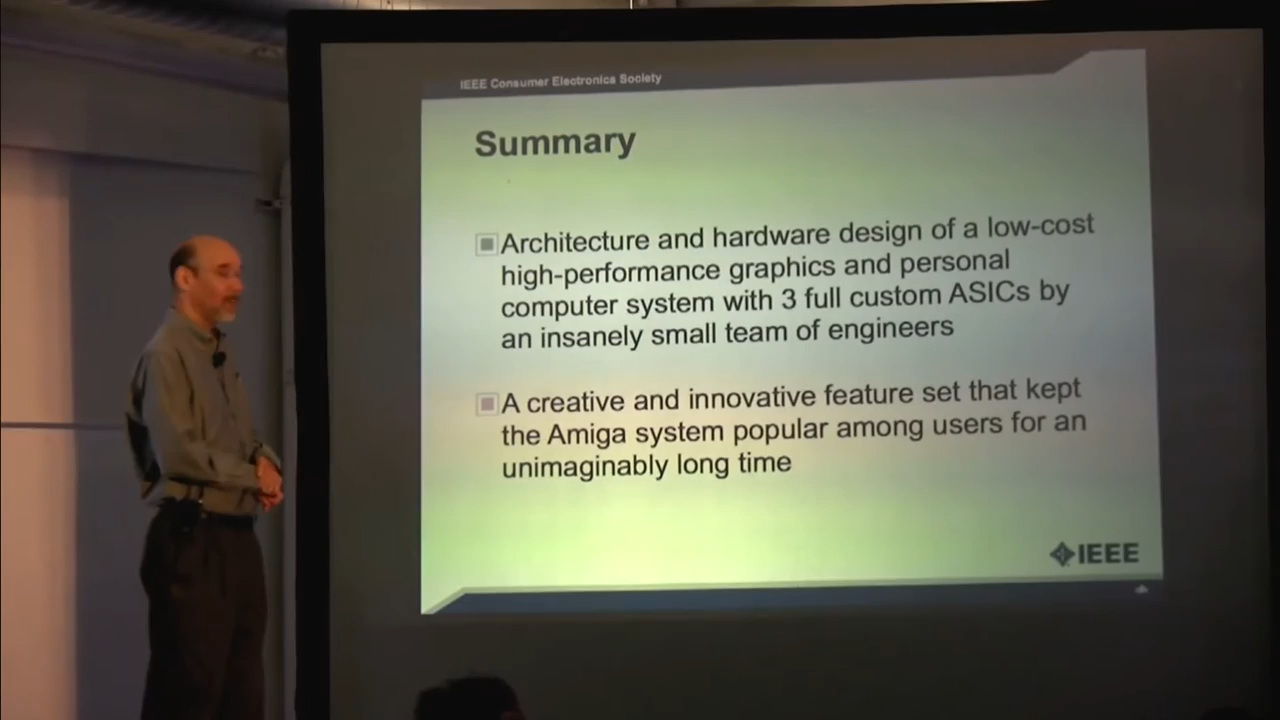 IEEE Consumer Electronics Society
Summary
Architecture and hardware design of a low-cost
high-performance graphics and personal
computer system with 3 full custom ASICs by
an insanely small team of engineers
A creative and innovative feature set that kept
the Amiga system popular among users for an
unimaginably long time
IEEE